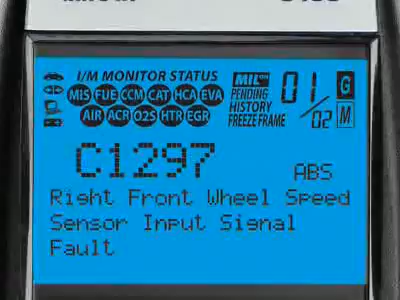 I/M MONITOR STATUS
MIS FUE CCM CAT HCA EVA
AIR ACR O2S HTR EGR
MIL
PENDING
HISTORY
FREEZE FRAME
01/02
G
M
C1297
ABS
Right Front Wheel Speed
Sensor Input Signal
Fault